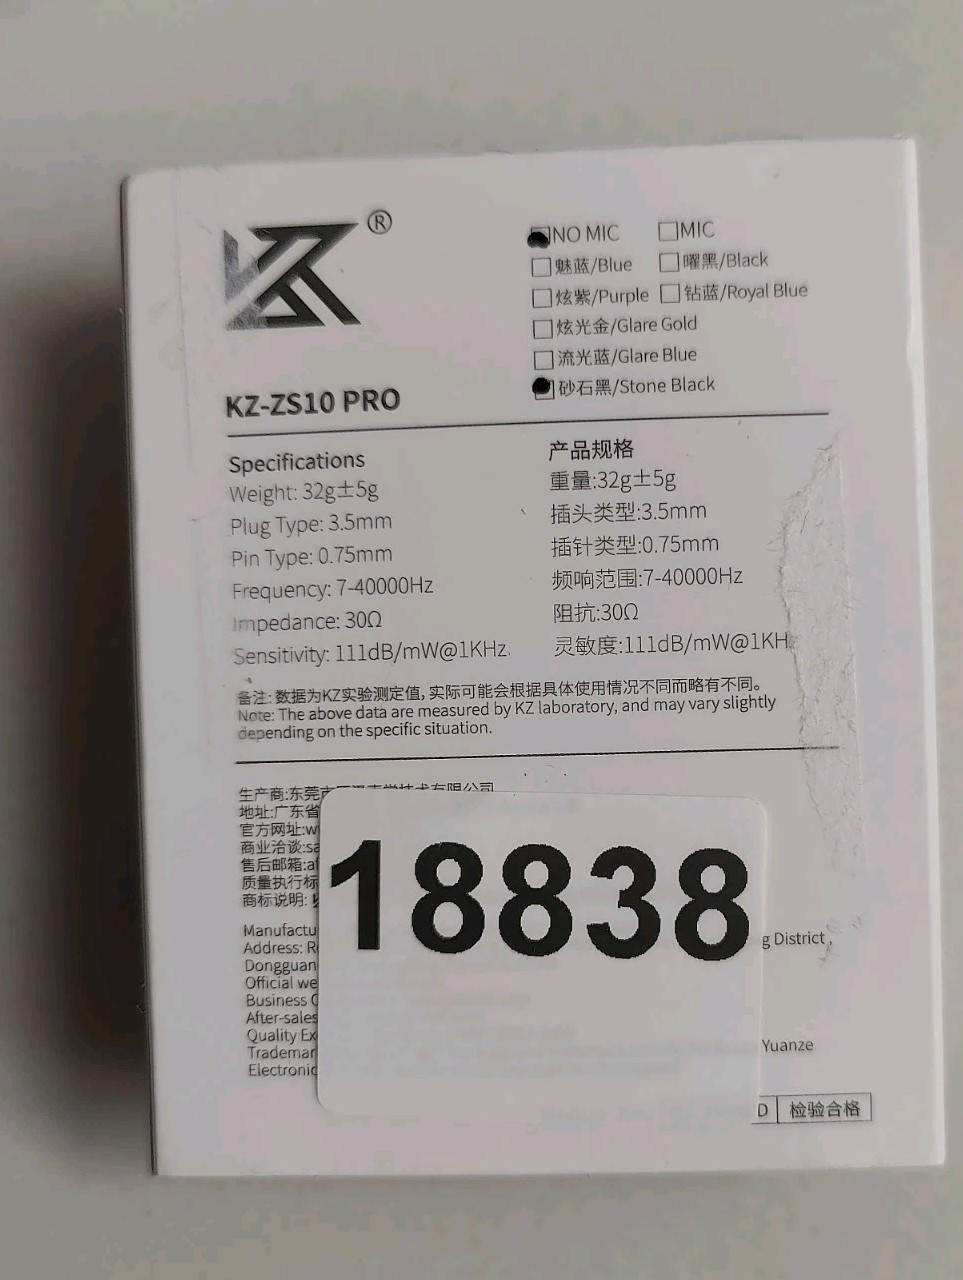 KZ®
NO MIC MIC
魅蓝/Blue 曜黑/Black
炫紫/Purple 钻蓝/Royal Blue
炫光金/Glare Gold
流光蓝/Glare Blue
砂石黑/Stone Black
KZ-ZS10 PRO
Specifications
Weight: 32g±5g
Plug Type: 3.5mm
Pin Type: 0.75mm
Frequency: 7-40000Hz
Impedance: 30Ω
Sensitivity: 111dB/mW@1KHz.
产品规格
重量:32g±5g
插头类型:3.5mm
插针类型:0.75mm
频响范围:7-40000Hz
阻抗:30Ω
灵敏度:111dB/mW@1KH
备注: 数据为KZ实验测定值, 实际可能会根据具体使用情况不同而略有不同。
Note: The above data are measured by KZ laboratory, and may vary slightly
depending on the specific situation.
生产商:东莞市
地址:广东省
官方网址:w
商业洽谈:sa
售后邮箱:af
质量执行标
商标说明:
18838
Manufactu
Address: R g District,
Dongguan
Official we
Business
After-sales
Quality Ex
Trademar Yuanze
Electronic
D 检验合格